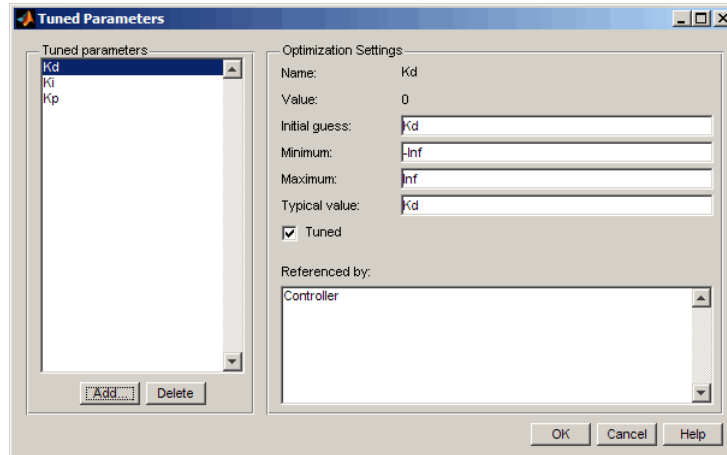 Tuned Parameters
Tuned parameters
Kd
Ki
Kp
Add...
Delete
Optimization Settings
Name: Kd
Value: 0
Initial guess: Kd
Minimum: -Inf
Maximum: Inf
Typical value: Kd
Tuned
Referenced by:
Controller
OK Cancel Help